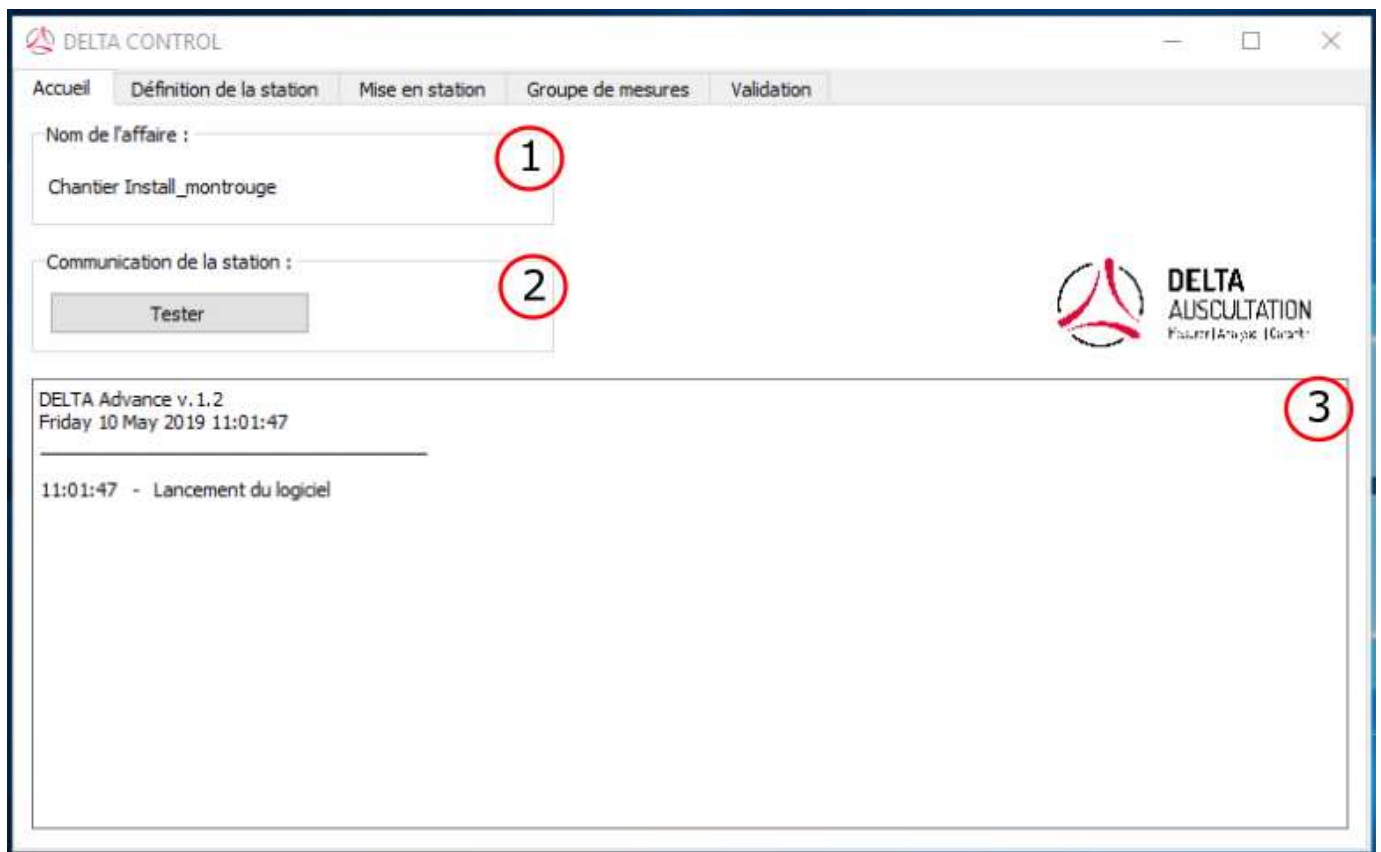 DELTA CONTROL
Accueil Définition de la station Mise en station Groupe de mesures Validation
Nom de l'affaire :
1
Chantier Install_montrouge
Communication de la station :
2
Tester
DELTA
AUSCULTATION
3
DELTA Advance v.1.2
Friday 10 May 2019 11:01:47
11:01:47 - Lancement du logiciel